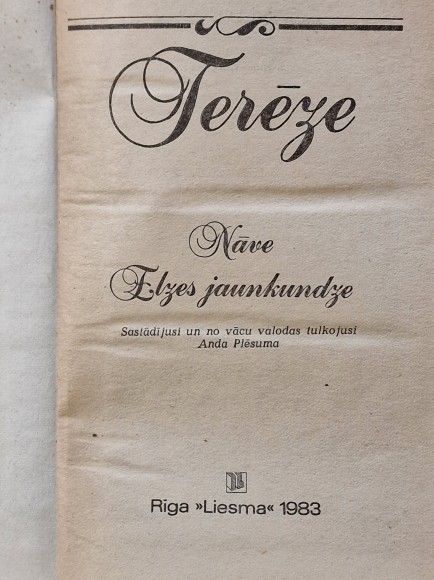 Terēze
Nāve
Elzes jaunkundze
Sastādījusi un no vācu valodas tulkojusi
Anda Plēsuma
Rīga »Liesma« 1983